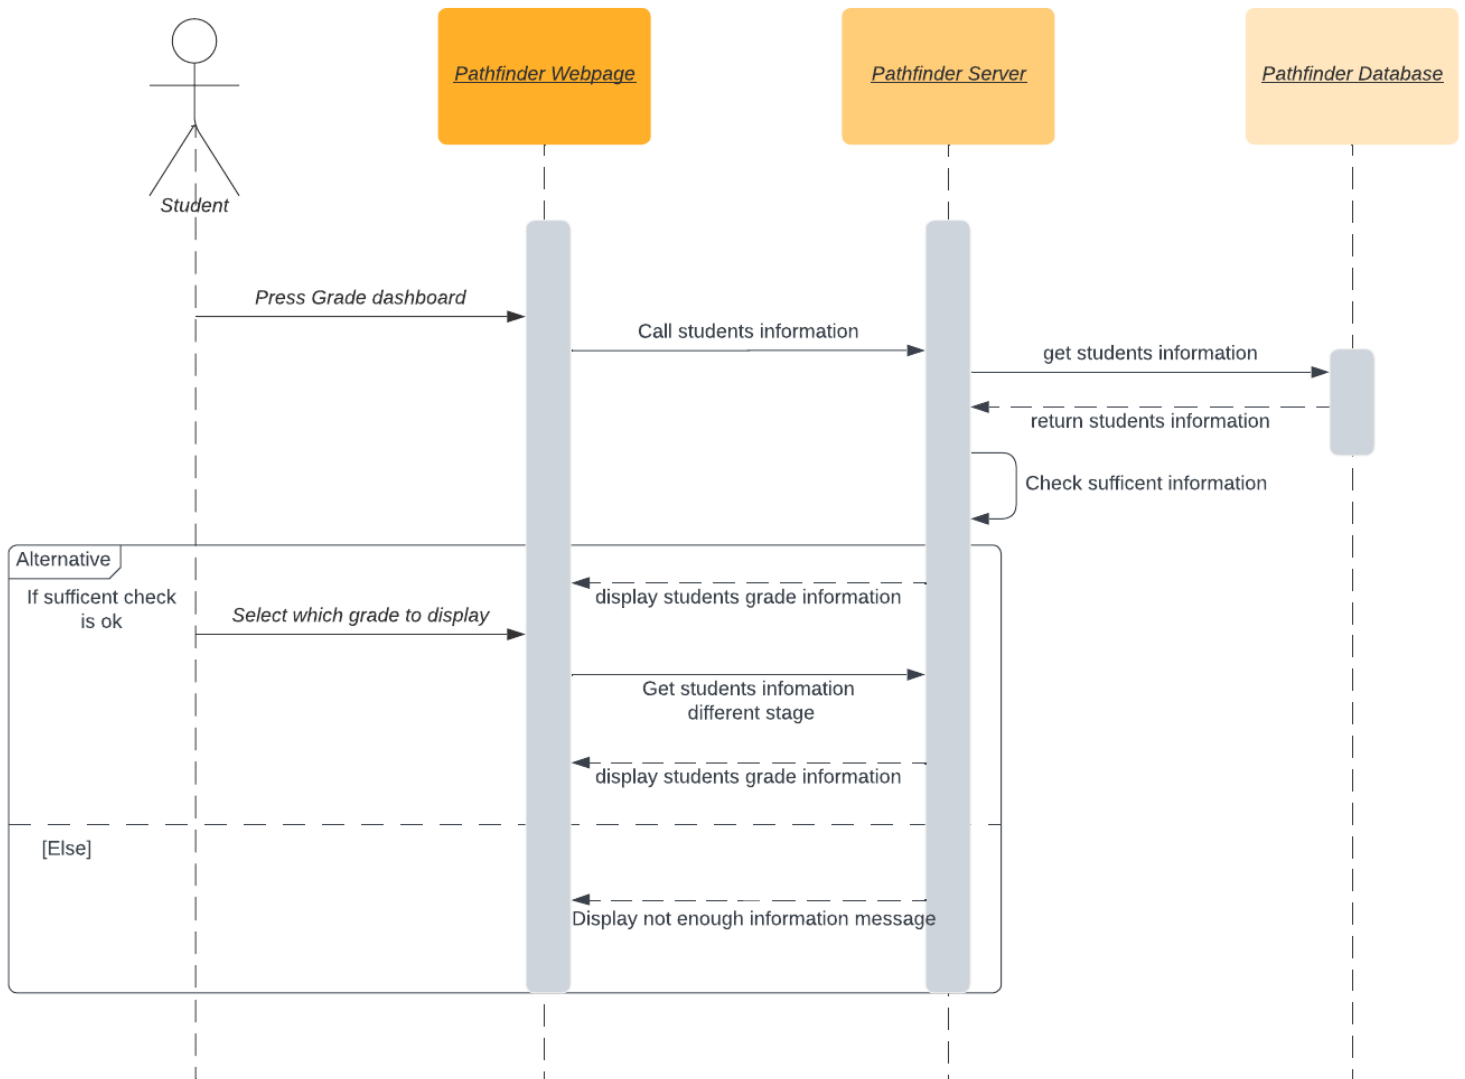 Pathfinder Webpage
Pathfinder Server
Pathfinder Database
Student
Press Grade dashboard
Call students information
get students information
return students information
Check sufficent information
Alternative
If sufficent check
is ok
display students grade information
Select which grade to display
Get students infomation
different stage
display students grade information
[Else]
Display not enough information message